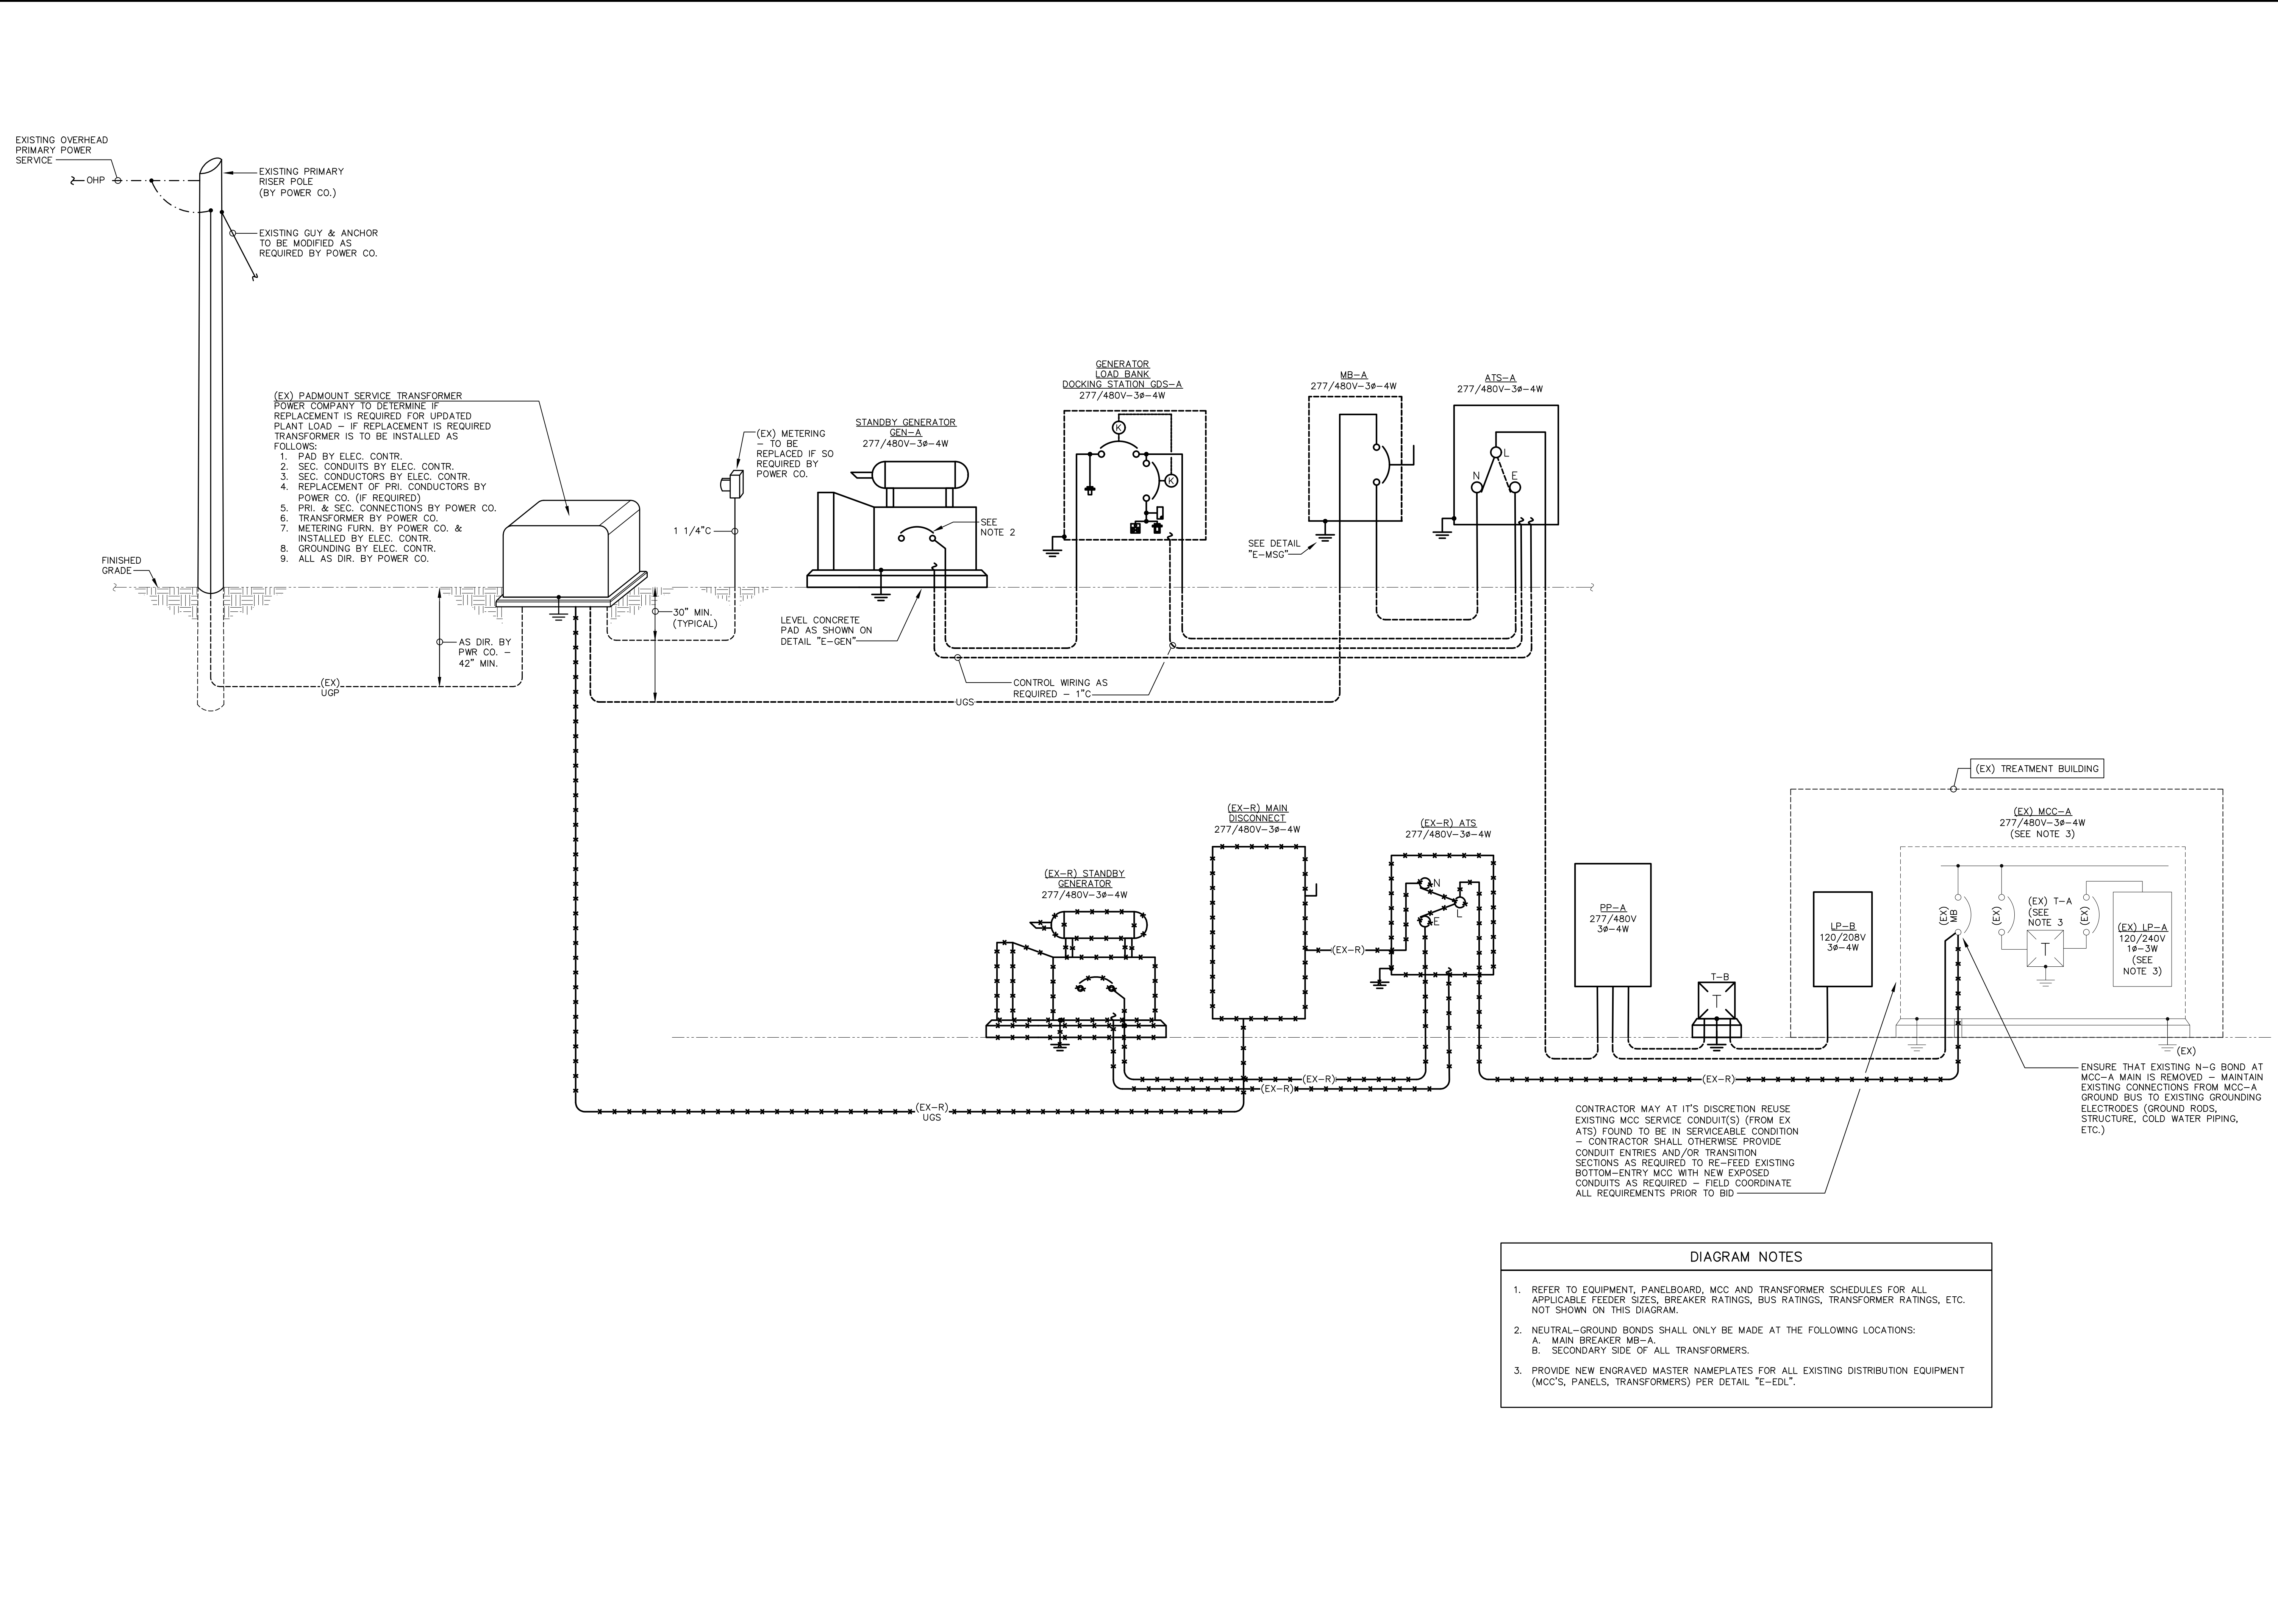 EXISTING OVERHEAD
PRIMARY POWER
SERVICE
OHP
EXISTING PRIMARY
RISER POLE
(BY POWER CO.)
EXISTING GUY & ANCHOR
TO BE MODIFIED AS
REQUIRED BY POWER CO.
(EX) PADMOUNT SERVICE TRANSFORMER
POWER COMPANY TO DETERMINE IF
REPLACEMENT IS REQUIRED FOR UPDATED
PLANT LOAD – IF REPLACEMENT IS REQUIRED
TRANSFORMER IS TO BE INSTALLED AS
FOLLOWS:
1. PAD BY ELEC. CONTR.
2. SEC. CONDUITS BY ELEC. CONTR.
3. SEC. CONDUCTORS BY ELEC. CONTR.
4. REPLACEMENT OF PRI. CONDUCTORS BY
POWER CO. (IF REQUIRED)
5. PRI. & SEC. CONNECTIONS BY POWER CO.
6. TRANSFORMER BY POWER CO.
7. METERING FURN. BY POWER CO. &
INSTALLED BY ELEC. CONTR.
8. GROUNDING BY ELEC. CONTR.
9. ALL AS DIR. BY POWER CO.
FINISHED
GRADE
(EX)
UGP
AS DIR. BY
PWR CO. –
42" MIN.
30" MIN.
(TYPICAL)
1 1/4"C
(EX) METERING
– TO BE
REPLACED IF SO
REQUIRED BY
POWER CO.
STANDBY GENERATOR
GEN–A
277/480V–3ø–4W
SEE
NOTE 2
LEVEL CONCRETE
PAD AS SHOWN ON
DETAIL "E–GEN"
GENERATOR
LOAD BANK
DOCKING STATION GDS–A
277/480V–3ø–4W
K
K
CONTROL WIRING AS
REQUIRED – 1"C
UGS
MB–A
277/480V–3ø–4W
SEE DETAIL
"E–MSG"
ATS–A
277/480V–3ø–4W
L
N
E
(EX–R) STANDBY
GENERATOR
277/480V–3ø–4W
(EX–R) MAIN
DISCONNECT
277/480V–3ø–4W
(EX–R)
(EX–R) ATS
277/480V–3ø–4W
N
L
E
(EX–R)
(EX–R)
(EX–R)
UGS
(EX–R)
PP–A
277/480V
3ø–4W
T–B
T
(EX) TREATMENT BUILDING
LP–B
120/208V
3ø–4W
(EX) MCC–A
277/480V–3ø–4W
(SEE NOTE 3)
(EX)
MB
(EX)
(EX) T–A
(SEE
NOTE 3
T
(EX)
(EX) LP–A
120/240V
1ø–3W
(SEE
NOTE 3)
(EX)
ENSURE THAT EXISTING N–G BOND AT
MCC–A MAIN IS REMOVED – MAINTAIN
EXISTING CONNECTIONS FROM MCC–A
GROUND BUS TO EXISTING GROUNDING
ELECTRODES (GROUND RODS,
STRUCTURE, COLD WATER PIPING,
ETC.)
CONTRACTOR MAY AT IT'S DISCRETION REUSE
EXISTING MCC SERVICE CONDUIT(S) (FROM EX
ATS) FOUND TO BE IN SERVICEABLE CONDITION
– CONTRACTOR SHALL OTHERWISE PROVIDE
CONDUIT ENTRIES AND/OR TRANSITION
SECTIONS AS REQUIRED TO RE–FEED EXISTING
BOTTOM–ENTRY MCC WITH NEW EXPOSED
CONDUITS AS REQUIRED – FIELD COORDINATE
ALL REQUIREMENTS PRIOR TO BID
DIAGRAM NOTES
1. REFER TO EQUIPMENT, PANELBOARD, MCC AND TRANSFORMER SCHEDULES FOR ALL
APPLICABLE FEEDER SIZES, BREAKER RATINGS, BUS RATINGS, TRANSFORMER RATINGS, ETC.
NOT SHOWN ON THIS DIAGRAM.
2. NEUTRAL–GROUND BONDS SHALL ONLY BE MADE AT THE FOLLOWING LOCATIONS:
A. MAIN BREAKER MB–A.
B. SECONDARY SIDE OF ALL TRANSFORMERS.
3. PROVIDE NEW ENGRAVED MASTER NAMEPLATES FOR ALL EXISTING DISTRIBUTION EQUIPMENT
(MCC'S, PANELS, TRANSFORMERS) PER DETAIL "E–EDL".